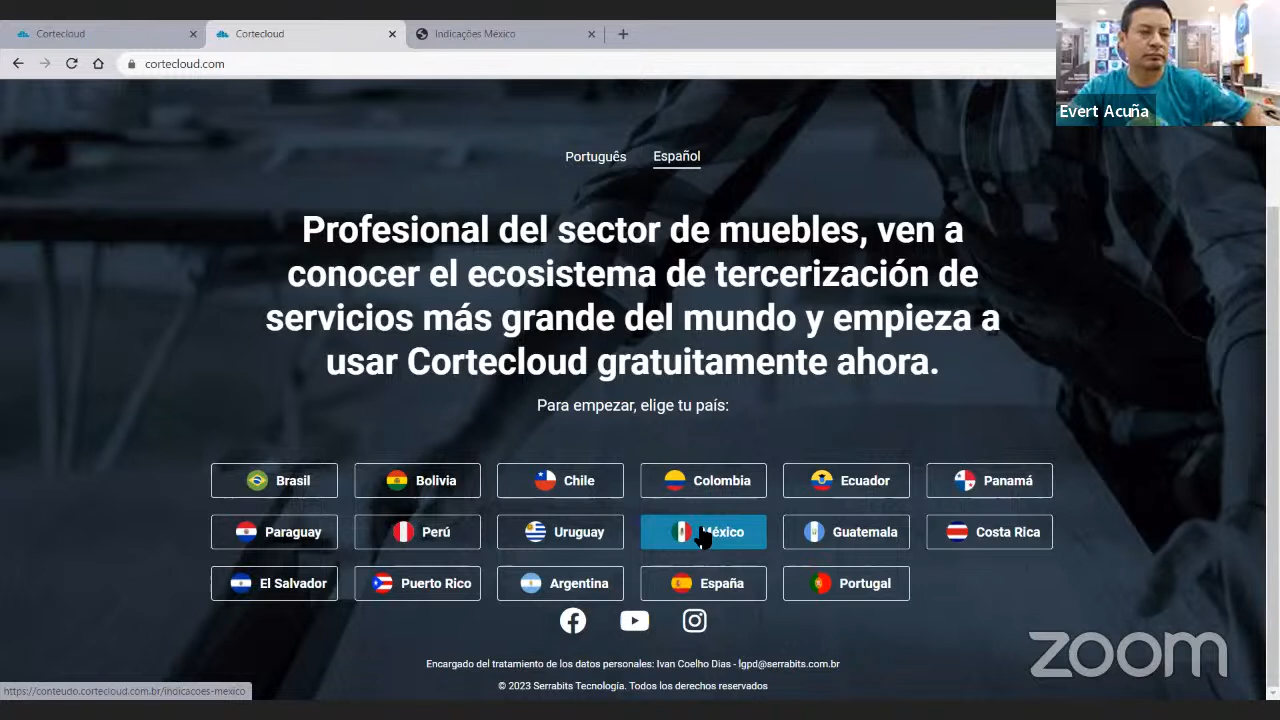 Cortecloud
Cortecloud
Indicações México
cortecloud.com
Evert Acuña
Português Español
Profesional del sector de muebles, ven a
conocer el ecosistema de tercerización de
servicios más grande del mundo y empieza a
usar Cortecloud gratuitamente ahora.
Para empezar, elige tu país:
Brasil Bolivia Chile Colombia Ecuador Panamá
Paraguay Perú Uruguay México Guatemala Costa Rica
El Salvador Puerto Rico Argentina España Portugal
Encargado del tratamiento de los datos personales: Ivan Coelho Dias - lgpd@serrabits.com.br
© 2023 Serrabits Tecnología. Todos los derechos reservados
https://conteudo.cortecloud.com.br/indicacoes-mexico
zoom